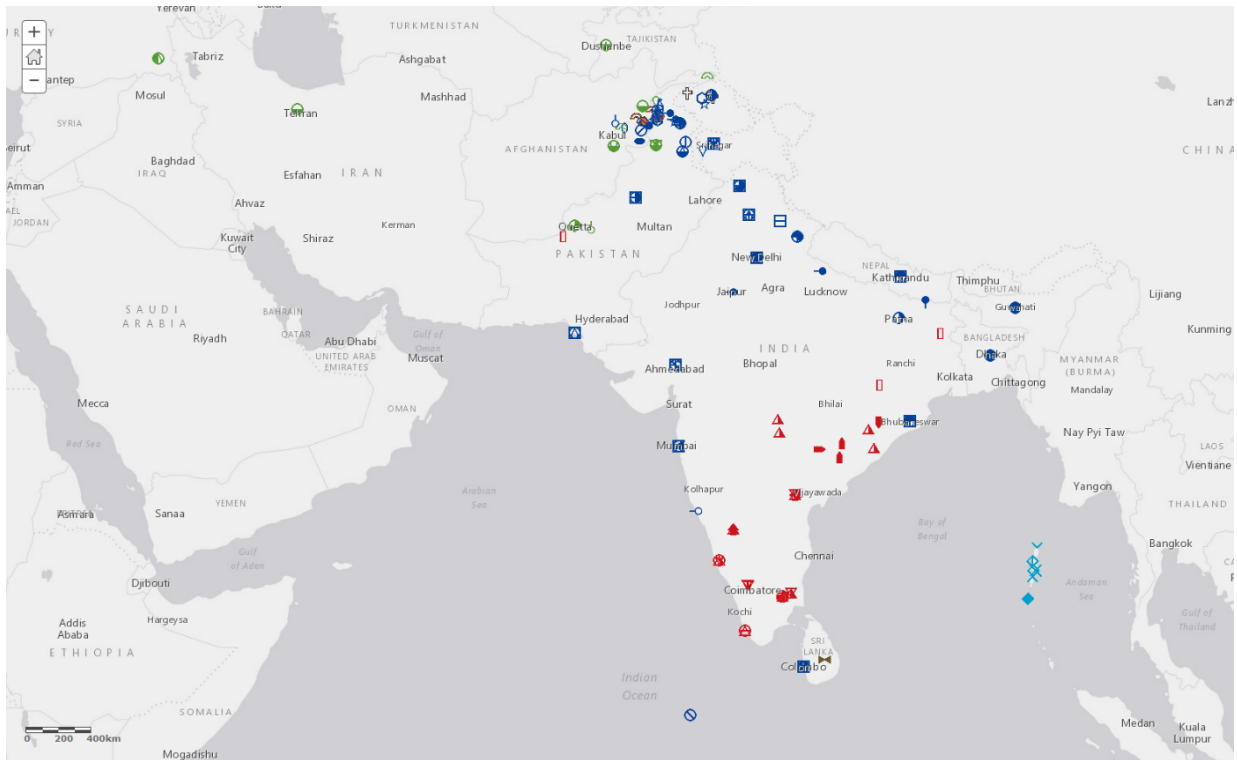 Yerevan
TURKMENISTAN
TAJIKISTAN
Dushanbe
+
−
Tabriz
Ashgabat
Mashhad
Mosul
Tehran
Lanzh
SYRIA
Kabul
Srinagar
CHINA
Beirut
Baghdad
AFGHANISTAN
IRAQ
Esfahan
IRAN
Amman
Lahore
Ahvaz
JORDAN
Kerman
Quetta
Multan
Kuwait
City
Shiraz
PAKISTAN
New Delhi
NEPAL
Kathmandu
Thimphu
BHUTAN
Jaipur
Agra
Lucknow
Lijiang
SAUDI
ARABIA
BAHRAIN
Jodhpur
Guwahati
QATAR
Hyderabad
Patna
Kunming
Riyadh
Abu Dhabi
Gulf of
Oman
UNITED ARAB
EMIRATES
Muscat
INDIA
BANGLADESH
Dhaka
MYANMAR
(BURMA)
Ahmedabad
Bhopal
Ranchi
Kolkata
Chittagong
Mandalay
Mecca
OMAN
Surat
Bhilai
Bhubaneswar
Nay Pyi Taw
Red Sea
Mumbai
LAOS
Vientiane
Arabian
Sea
Kolhapur
Vijayawada
Yangon
YEMEN
THAILAND
Asmara
Sanaa
Bay of
Bengal
Bangkok
Gulf
of Aden
Chennai
Djibouti
Andaman
Sea
Coimbatore
Addis
Ababa
Hargeysa
Kochi
Gulf of
Thailand
ETHIOPIA
SRI
LANKA
Colombo
Indian
Ocean
SOMALIA
Medan
Kuala
Lumpur
0 200 400km
Mogadishu